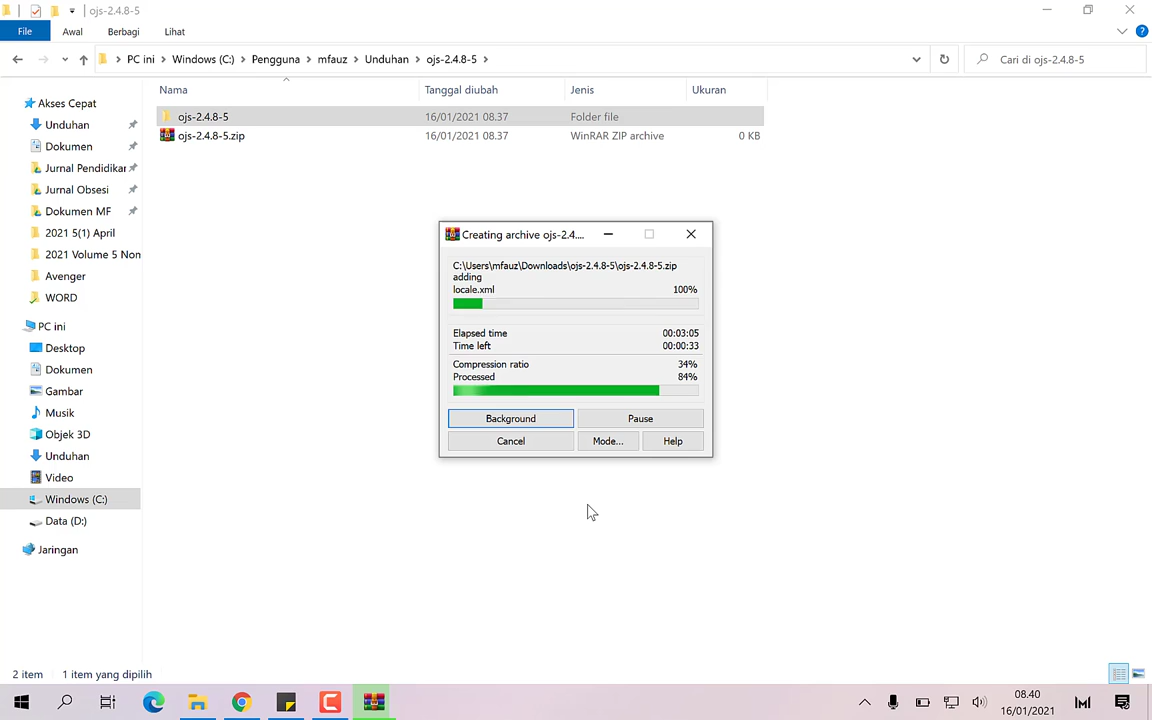 ojs-2.4.8-5
File Awal Berbagi Lihat
PC ini Windows (C:) Pengguna mfauz Unduhan ojs-2.4.8-5
Cari di ojs-2.4.8-5
Nama Tanggal diubah Jenis Ukuran
ojs-2.4.8-5 16/01/2021 08.37 Folder file
ojs-2.4.8-5.zip 16/01/2021 08.37 WinRAR ZIP archive 0 KB
Akses Cepat
Unduhan
Dokumen
Jurnal Pendidikan
Jurnal Obsesi
Dokumen MF
2021 5(1) April
2021 Volume 5 Non
Avenger
WORD
PC ini
Desktop
Dokumen
Gambar
Musik
Objek 3D
Unduhan
Video
Windows (C:)
Data (D:)
Jaringan
Creating archive ojs-2.4....
C:\Users\mfauz\Downloads\ojs-2.4.8-5\ojs-2.4.8-5.zip
adding
locale.xml 100%
Elapsed time 00:03:05
Time left 00:00:33
Compression ratio 34%
Processed 84%
Background Pause
Cancel Mode... Help
2 item 1 item yang dipilih
08.40
16/01/2021